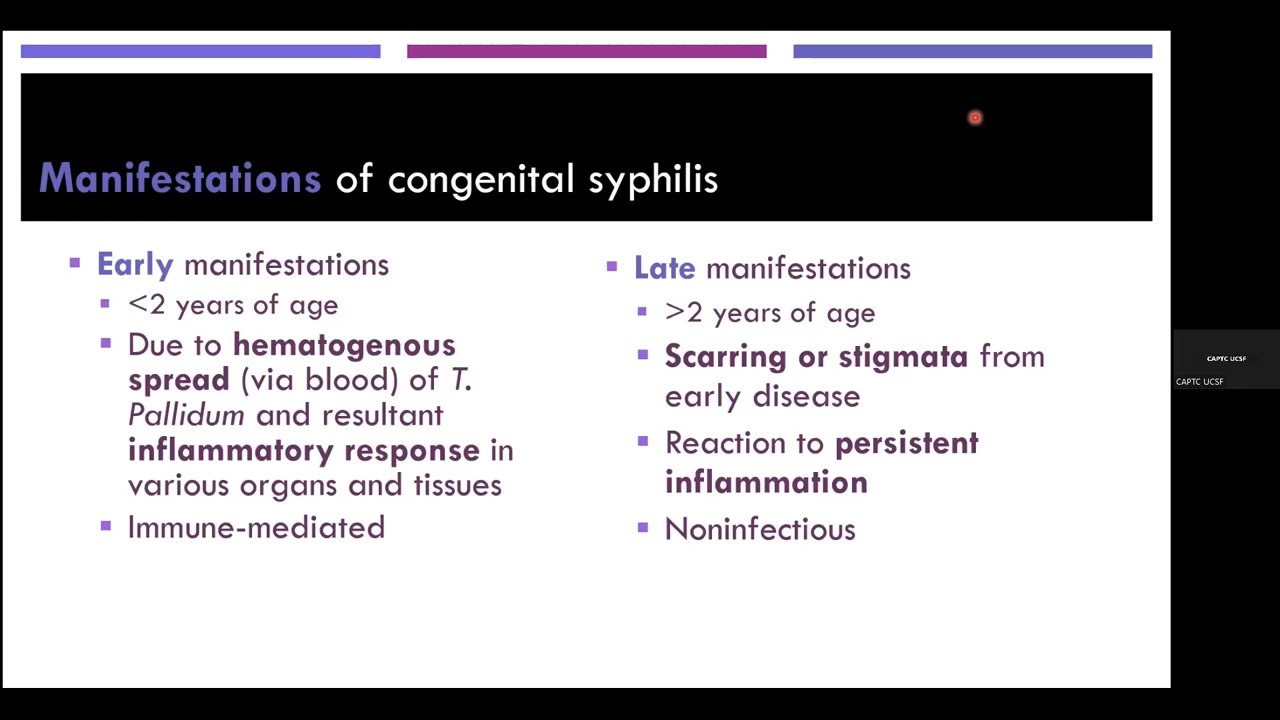 Manifestations of congenital syphilis
Early manifestations
<2 years of age
Due to hematogenous
spread (via blood) of T.
Pallidum and resultant
inflammatory response in
various organs and tissues
Immune-mediated
Late manifestations
>2 years of age
Scarring or stigmata from
early disease
Reaction to persistent
inflammation
Noninfectious
CAPTC UCSF
CAPTC UCSF